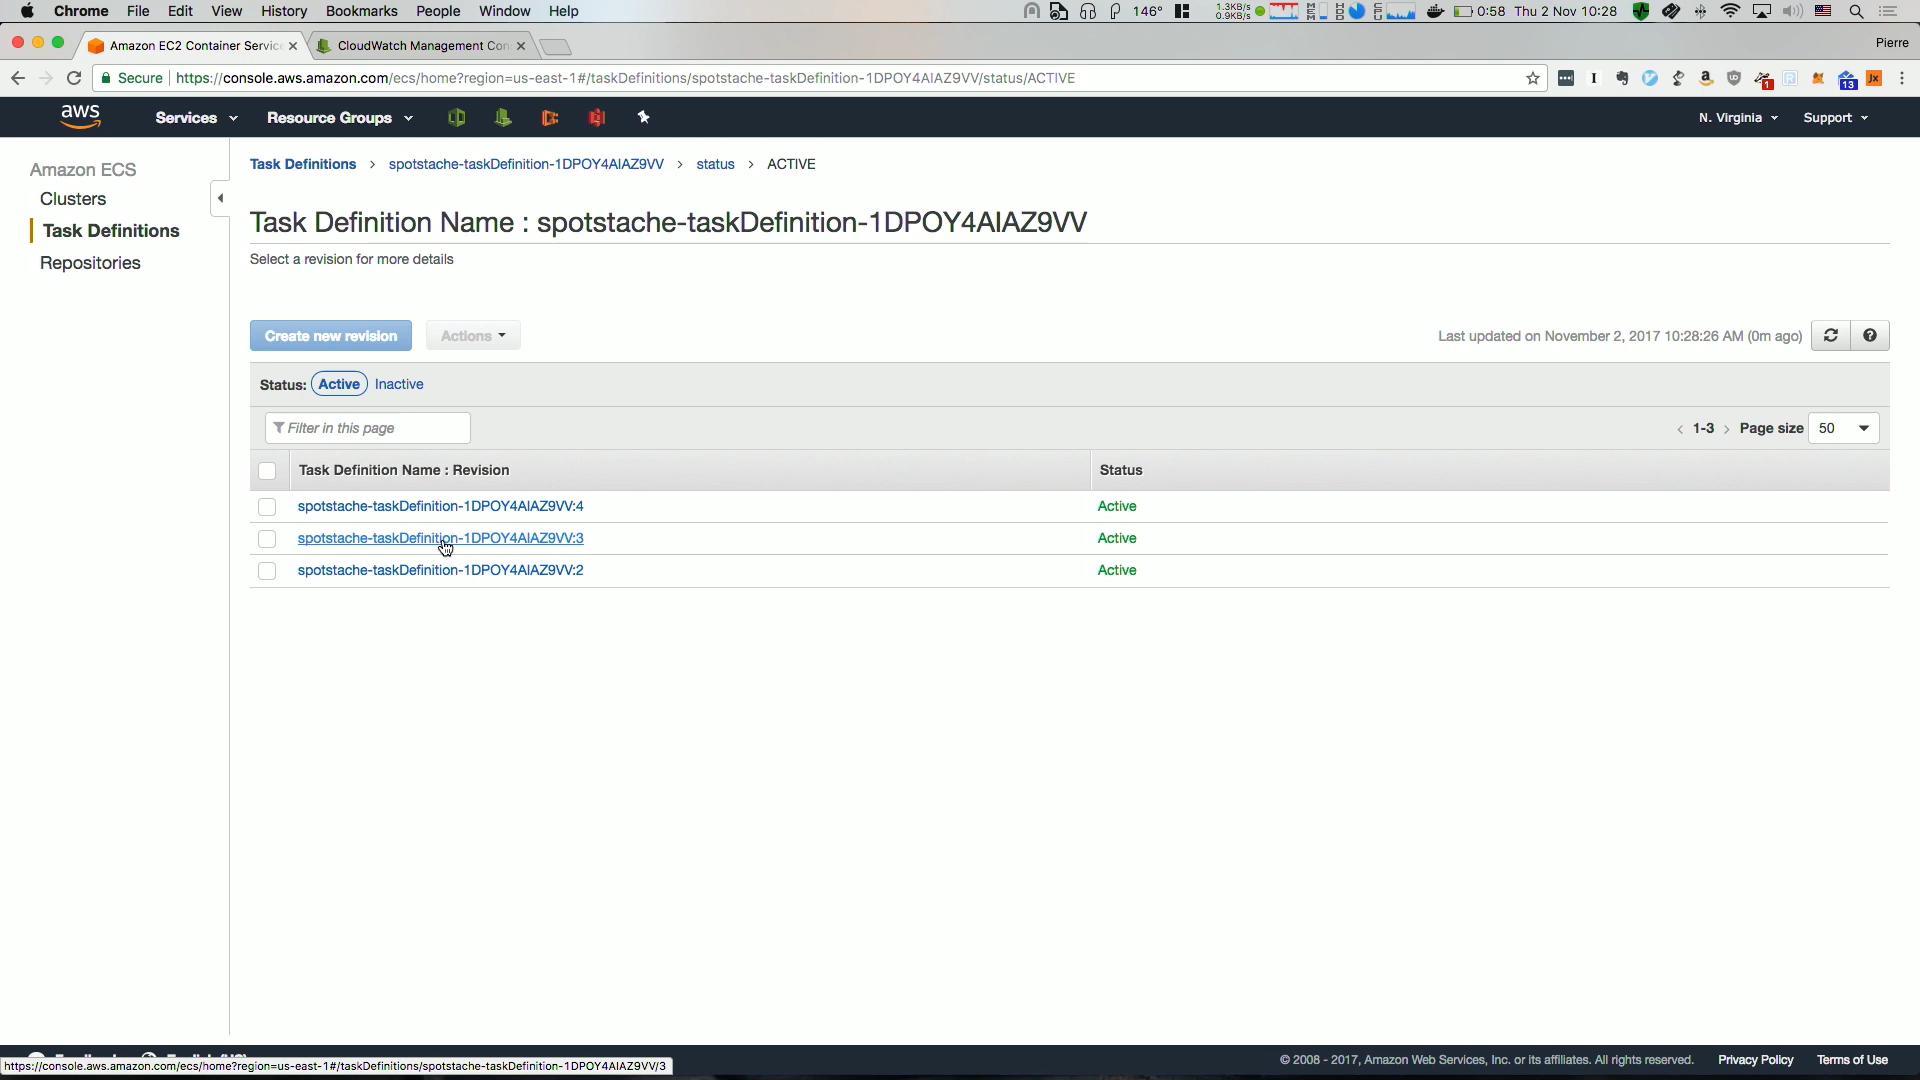 Chrome File Edit View History Bookmarks People Window Help 146° 1.3KB/s 0.9KB/s 0:58 Thu 2 Nov 10:28
Amazon EC2 Container Servic CloudWatch Management Con Pierre
Secure https://console.aws.amazon.com/ecs/home?region=us-east-1#/taskDefinitions/spotstache-taskDefinition-1DPOY4AIAZ9VV/status/ACTIVE 1 13 Jx
aws Services Resource Groups N. Virginia Support
Amazon ECS
Clusters
Task Definitions
Repositories
Task Definitions > spotstache-taskDefinition-1DPOY4AIAZ9VV > status > ACTIVE
Task Definition Name : spotstache-taskDefinition-1DPOY4AIAZ9VV
Select a revision for more details
Create new revision Actions Last updated on November 2, 2017 10:28:26 AM (0m ago)
Status: Active Inactive
Filter in this page < 1-3 > Page size 50
Task Definition Name : Revision Status
spotstache-taskDefinition-1DPOY4AIAZ9VV:4 Active
spotstache-taskDefinition-1DPOY4AIAZ9VV:3 Active
spotstache-taskDefinition-1DPOY4AIAZ9VV:2 Active
© 2008 - 2017, Amazon Web Services, Inc. or its affiliates. All rights reserved. Privacy Policy Terms of Use
https://console.aws.amazon.com/ecs/home?region=us-east-1#/taskDefinitions/spotstache-taskDefinition-1DPOY4AIAZ9VV/3